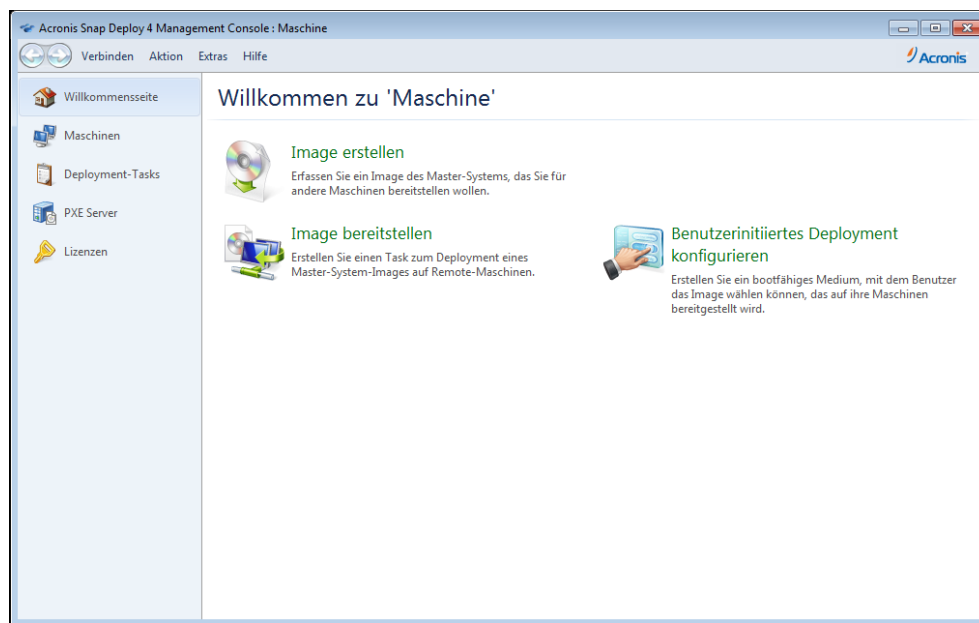 Acronis Snap Deploy 4 Management Console : Maschine
Verbinden Aktion Extras Hilfe
Acronis
Willkommensseite
Maschinen
Deployment-Tasks
PXE Server
Lizenzen
Willkommen zu 'Maschine'
Image erstellen
Erfassen Sie ein Image des Master-Systems, das Sie für
andere Maschinen bereitstellen wollen.
Image bereitstellen
Erstellen Sie einen Task zum Deployment eines
Master-System-Images auf Remote-Maschinen.
Benutzerinitiiertes Deployment
konfigurieren
Erstellen Sie ein bootfähiges Medium, mit dem Benutzer
das Image wählen können, das auf ihre Maschinen
bereitgestellt wird.